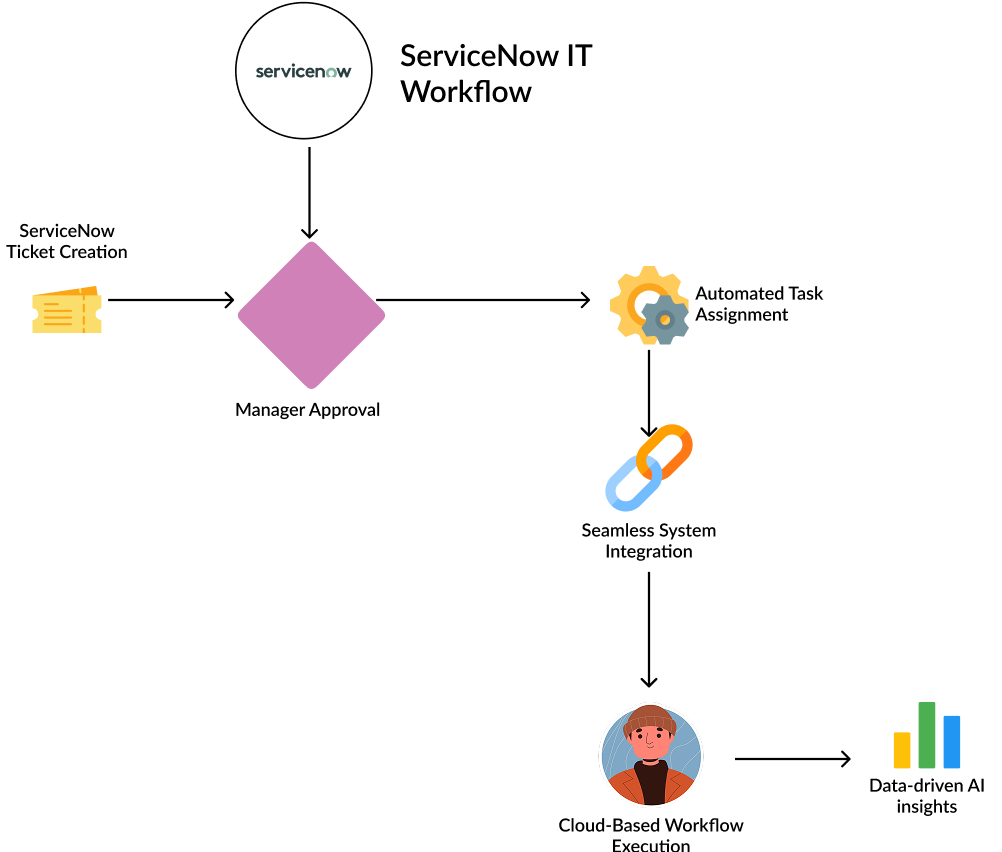 servicenow
ServiceNow IT
Workflow
ServiceNow
Ticket Creation
Manager Approval
Automated Task
Assignment
Seamless System
Integration
Cloud-Based Workflow
Execution
Data-driven AI
insights